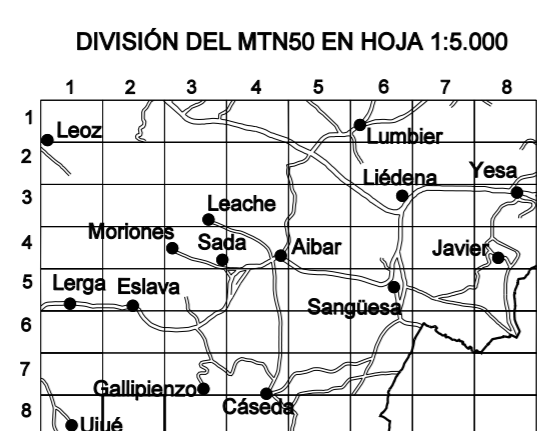 DIVISIÓN DEL MTN50 EN HOJA 1:5.000
1 2 3 4 5 6 7 8
1
Leoz
Lumbier
2
Liédena
Yesa
3
Leache
Moriones
4
Sada
Aibar
Javier
5
Lerga
Eslava
Sangüesa
6
7
Gallipienzo
Cáseda
8
Ujué